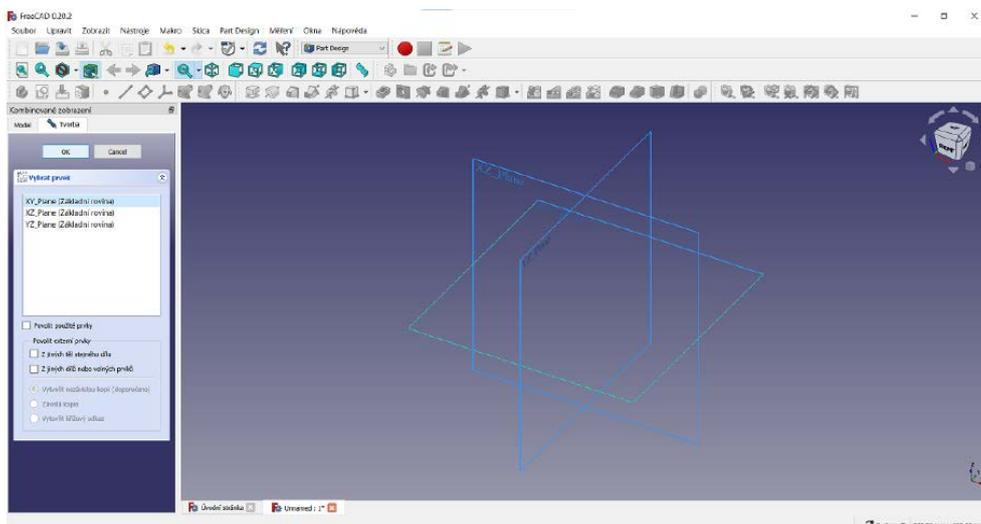 FreeCAD 0.20.2
Soubor Upravit Zobrazit Nástroje Makro Skica Part Design Měření Okna Nápověda
Part Design
Kombinované zobrazení
Model Tvorba
OK Cancel
Vybrat prvek
XY_Plane (Základní rovina)
XZ_Plane (Základní rovina)
YZ_Plane (Základní rovina)
Povolit použité prvky
Povolit externí prvky
Z jiných těl stejného dílu
Z jiných dílů nebo volných prvků
Vytvořit nezávislou kopii (doporučeno)
Závislá kopie
Vytvořit křížový odkaz
XZ_Plane
Úvodní stránka Unnamed : 1*